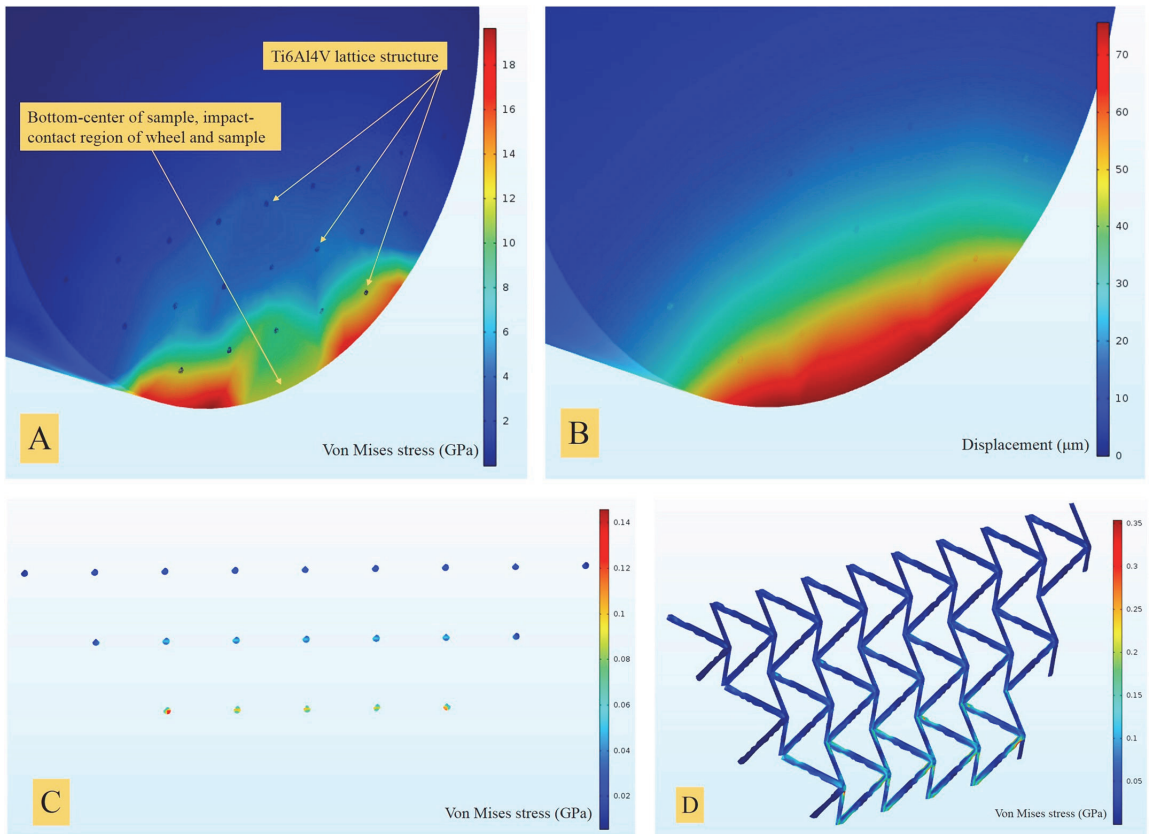 Ti6Al4V lattice structure
Bottom-center of sample, impact-
contact region of wheel and sample
18
16
14
12
10
8
6
4
2
A
Von Mises stress (GPa)
70
60
50
40
30
20
10
0
B
Displacement (μm)
0.14
0.12
0.1
0.08
0.06
0.04
0.02
C
Von Mises stress (GPa)
0.35
0.3
0.25
0.2
0.15
0.1
0.05
D
Von Mises stress (GPa)